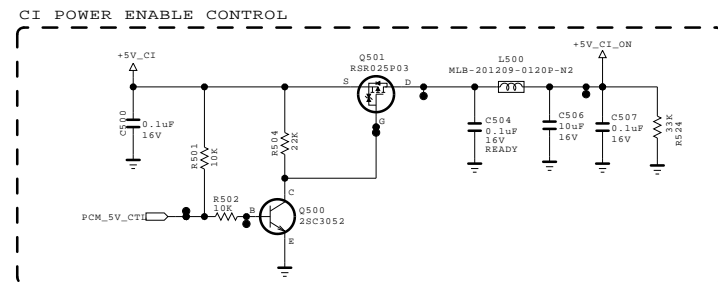 CI POWER ENABLE CONTROL
+5V_CI
Q501
RSR025P03
L500
MLB-201209-0120P-N2
+5V_CI_ON
S
D
G
C500
0.1uF
16V
R501
10K
R504
22K
C504
0.1uF
16V
READY
C506
10uF
16V
C507
0.1uF
16V
33K
R524
PCM_5V_CTL
R502
10K
B
C
E
Q500
2SC3052